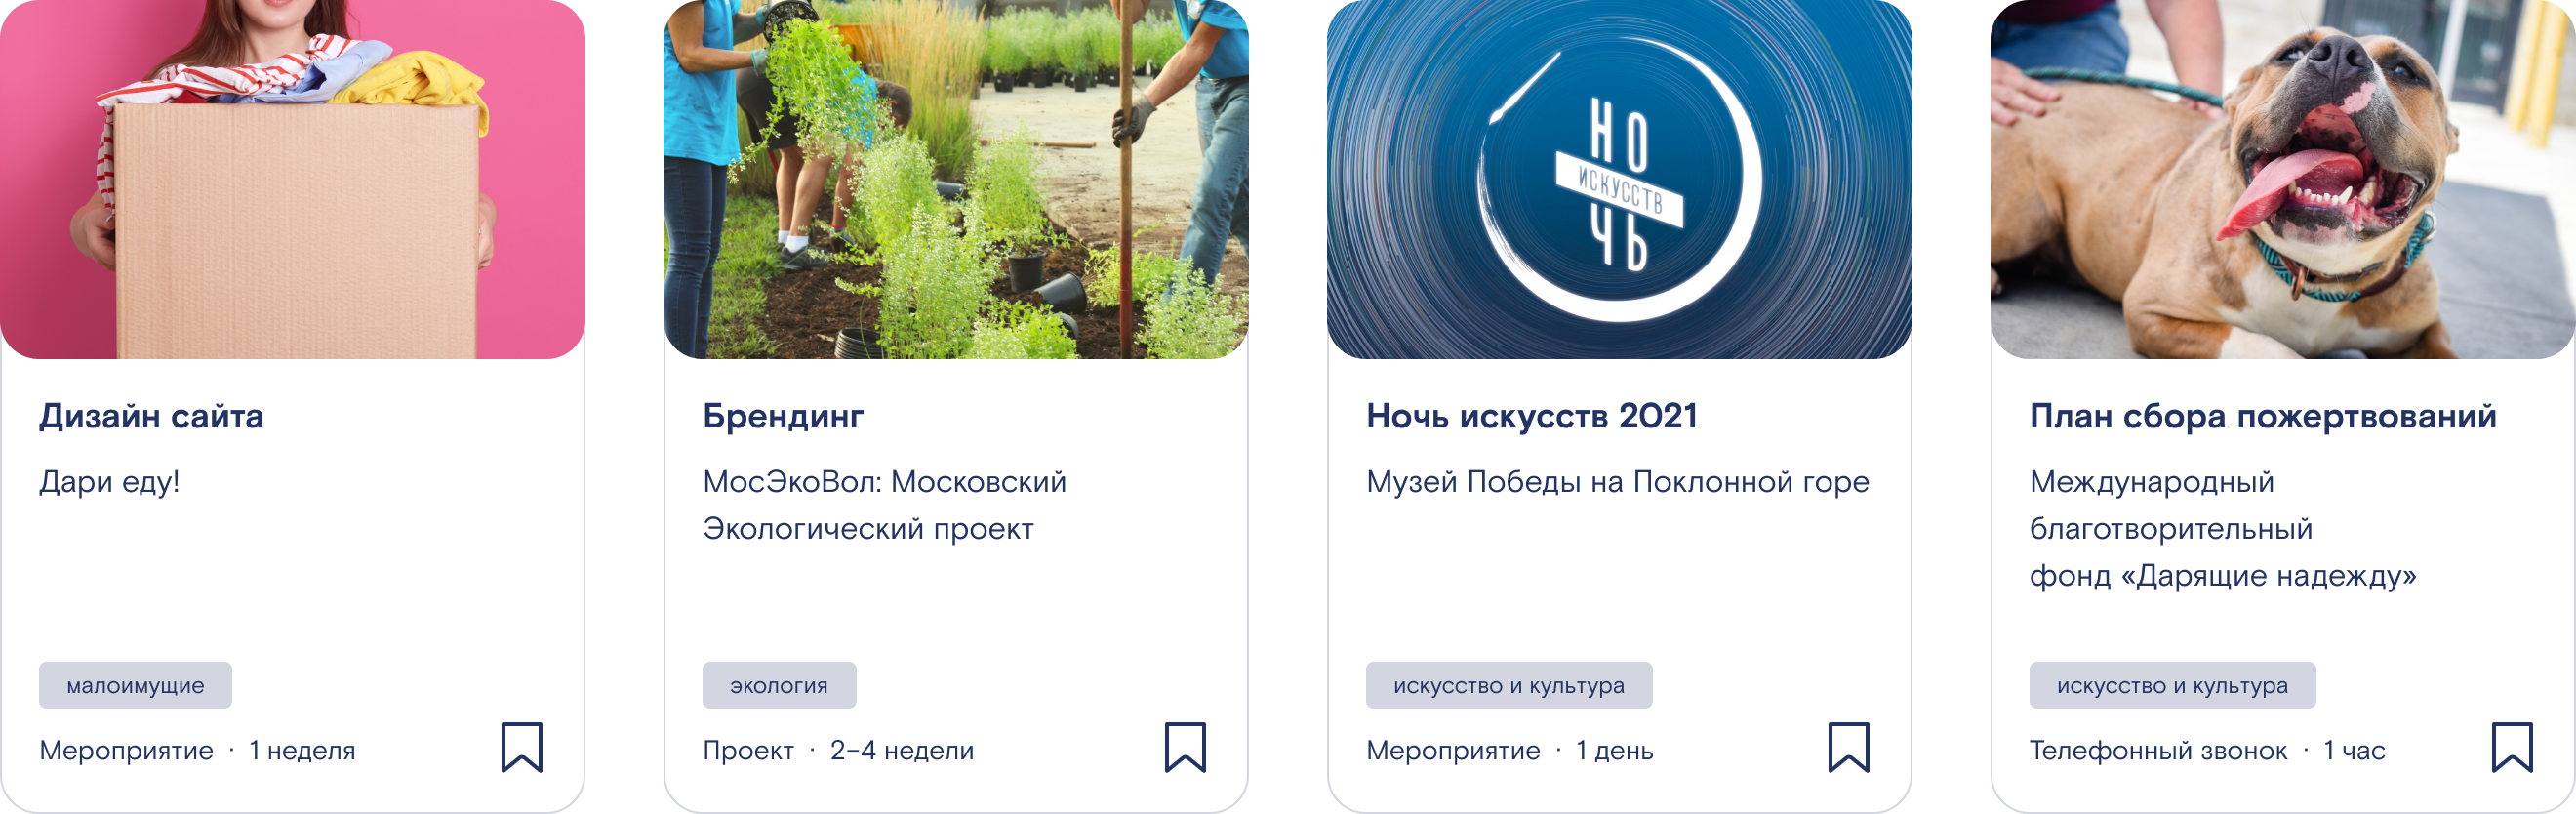 НО
ИСКУССТВ
ЧЬ
Дизайн сайта
Дари еду!
малоимущие
Мероприятие · 1 неделя
Брендинг
МосЭкоВол: Московский
Экологический проект
экология
Проект · 2–4 недели
Ночь искусств 2021
Музей Победы на Поклонной горе
искусство и культура
Мероприятие · 1 день
План сбора пожертвований
Международный
благотворительный
фонд «Дарящие надежду»
искусство и культура
Телефонный звонок · 1 час